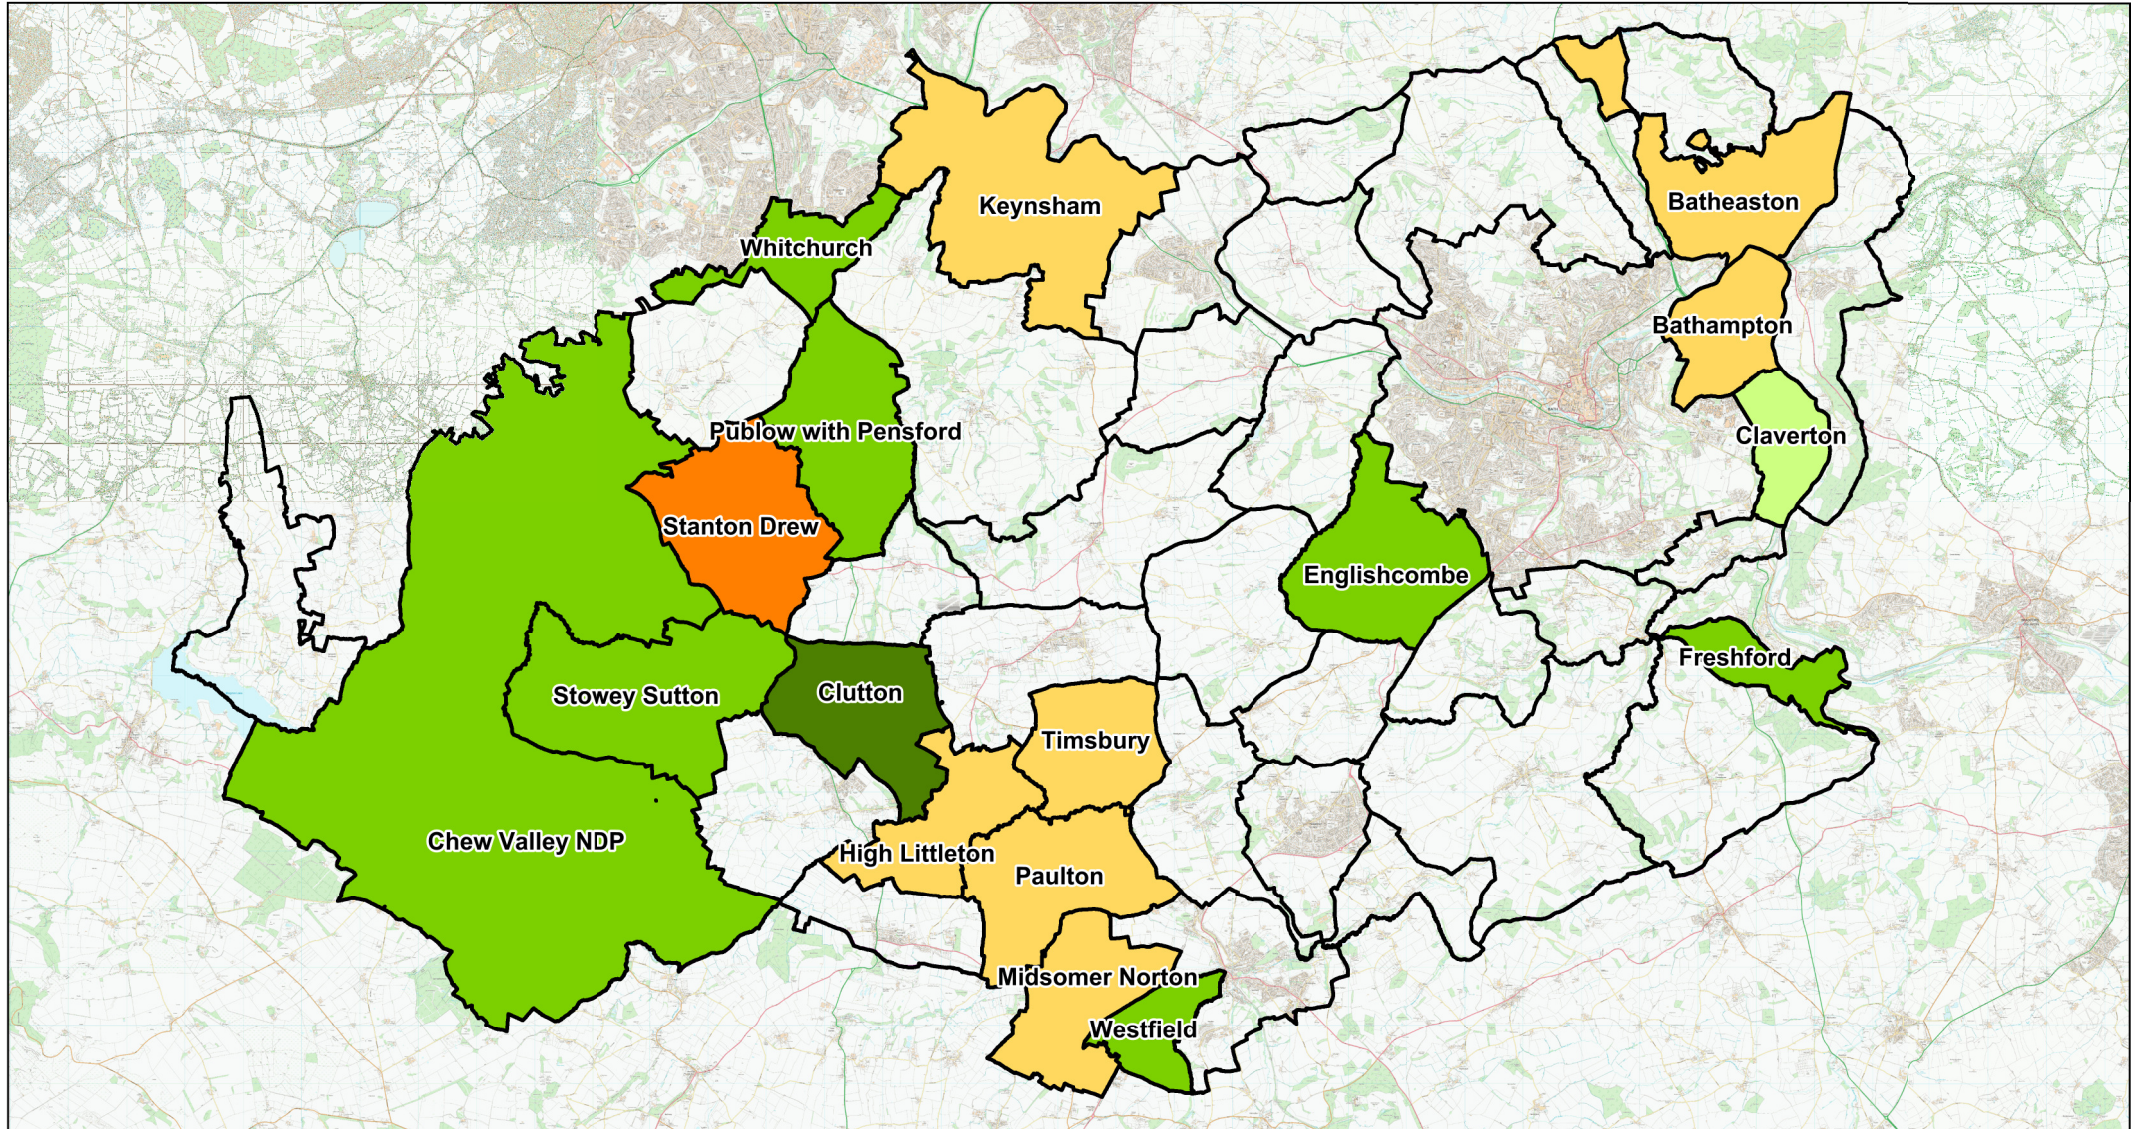 Keynsham
Batheaston
Whitchurch
Bathampton
Publow with Pensford
Claverton
Stanton Drew
Englishcombe
Freshford
Stowey Sutton
Clutton
Timsbury
Chew Valley NDP
High Littleton
Paulton
Midsomer Norton
Westfield